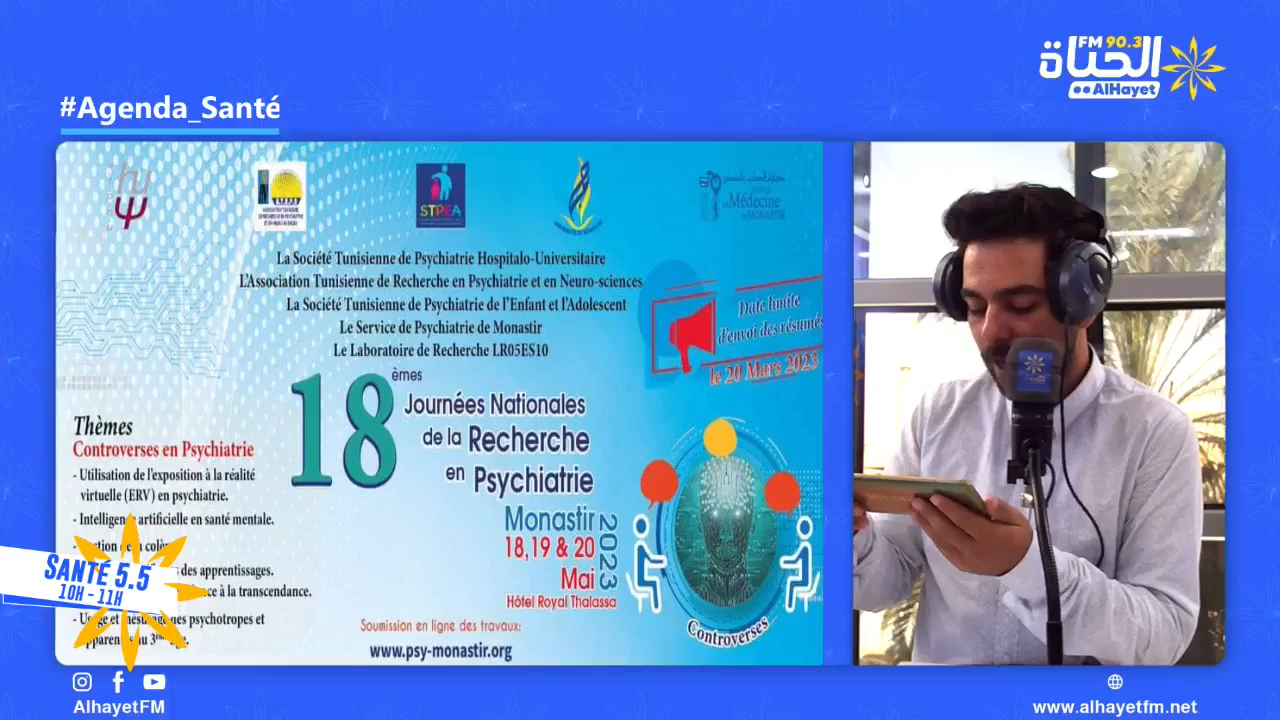 FM 90.3
الحياة
AlHayet
#Agenda_Santé
STPEA
Médecine
MONASTIR
La Société Tunisienne de Psychiatrie Hospitalo-Universitaire
L'Association Tunisienne de Recherche en Psychiatrie et en Neuro-sciences
La Société Tunisienne de Psychiatrie de l'Enfant et l'Adolescent
Le Service de Psychiatrie de Monastir
Le Laboratoire de Recherche LR05ES10
Date limite
d'envoi des résumés
le 20 Mars 2023
18 èmes
Journées Nationales
de la Recherche
en Psychiatrie
Monastir
2023
18, 19 & 20
Mai
Hôtel Royal Thalassa
Thèmes
Controverses en Psychiatrie
- Utilisation de l'exposition à la réalité
virtuelle (ERV) en psychiatrie.
- Intelligence artificielle en santé mentale.
des apprentissages.
à la transcendance.
psychotropes et
Controverses
Soumission en ligne des travaux:
www.psy-monastir.org
SANTÉ 5.5
10H - 11H
AlhayetFM
www.alhayetfm.net